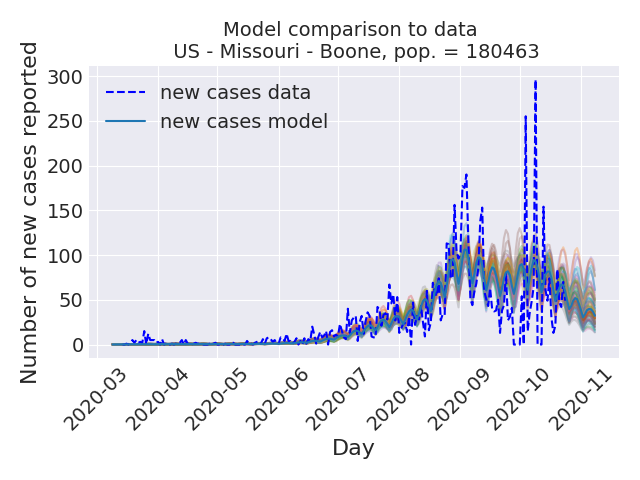 Model comparison to data
US - Missouri - Boone, pop. = 180463
Number of new cases reported
300
250
200
150
100
50
0
new cases data
new cases model
2020-03
2020-04
2020-05
2020-06
2020-07
2020-08
2020-09
2020-10
2020-11
Day